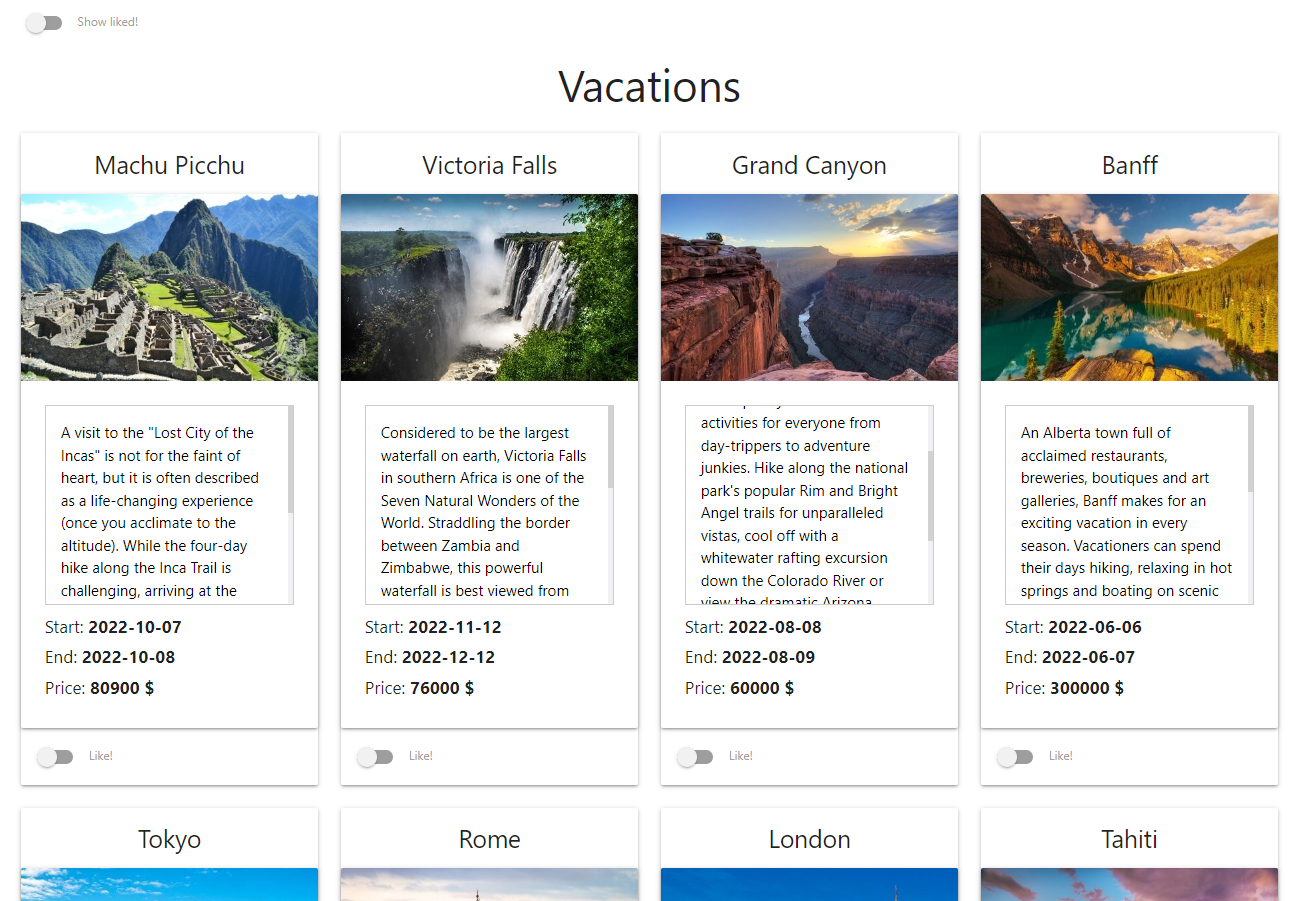 Show liked!
Vacations
Machu Picchu
A visit to the "Lost City of the
Incas" is not for the faint of
heart, but it is often described
as a life-changing experience
(once you acclimate to the
altitude). While the four-day
hike along the Inca Trail is
challenging, arriving at the
Start: 2022-10-07
End: 2022-10-08
Price: 80900 $
Like!
Victoria Falls
Considered to be the largest
waterfall on earth, Victoria Falls
in southern Africa is one of the
Seven Natural Wonders of the
World. Straddling the border
between Zambia and
Zimbabwe, this powerful
waterfall is best viewed from
Start: 2022-11-12
End: 2022-12-12
Price: 76000 $
Like!
Grand Canyon
activities for everyone from
day-trippers to adventure
junkies. Hike along the national
park's popular Rim and Bright
Angel trails for unparalleled
vistas, cool off with a
whitewater rafting excursion
down the Colorado River or
view the dramatic Arizona
Start: 2022-08-08
End: 2022-08-09
Price: 60000 $
Like!
Banff
An Alberta town full of
acclaimed restaurants,
breweries, boutiques and art
galleries, Banff makes for an
exciting vacation in every
season. Vacationers can spend
their days hiking, relaxing in hot
springs and boating on scenic
Start: 2022-06-06
End: 2022-06-07
Price: 300000 $
Like!
Tokyo
Rome
London
Tahiti